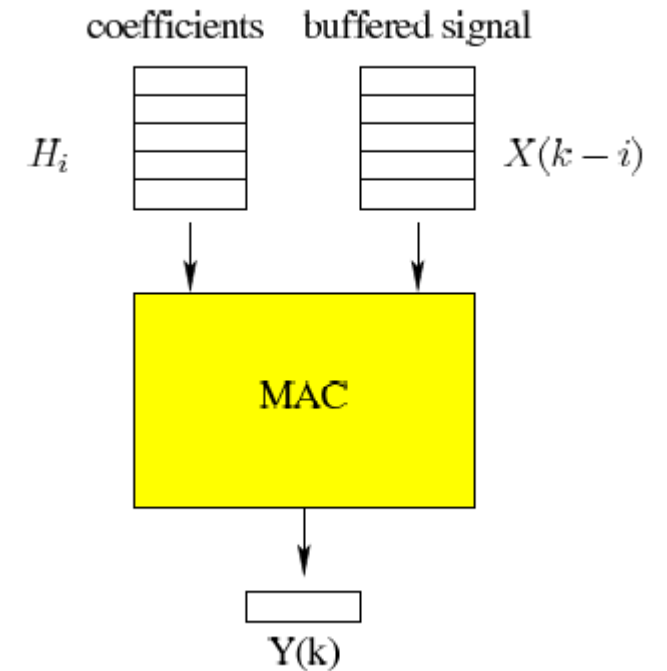 coefficients buffered signal
H_i X(k − i)
MAC
Y(k)